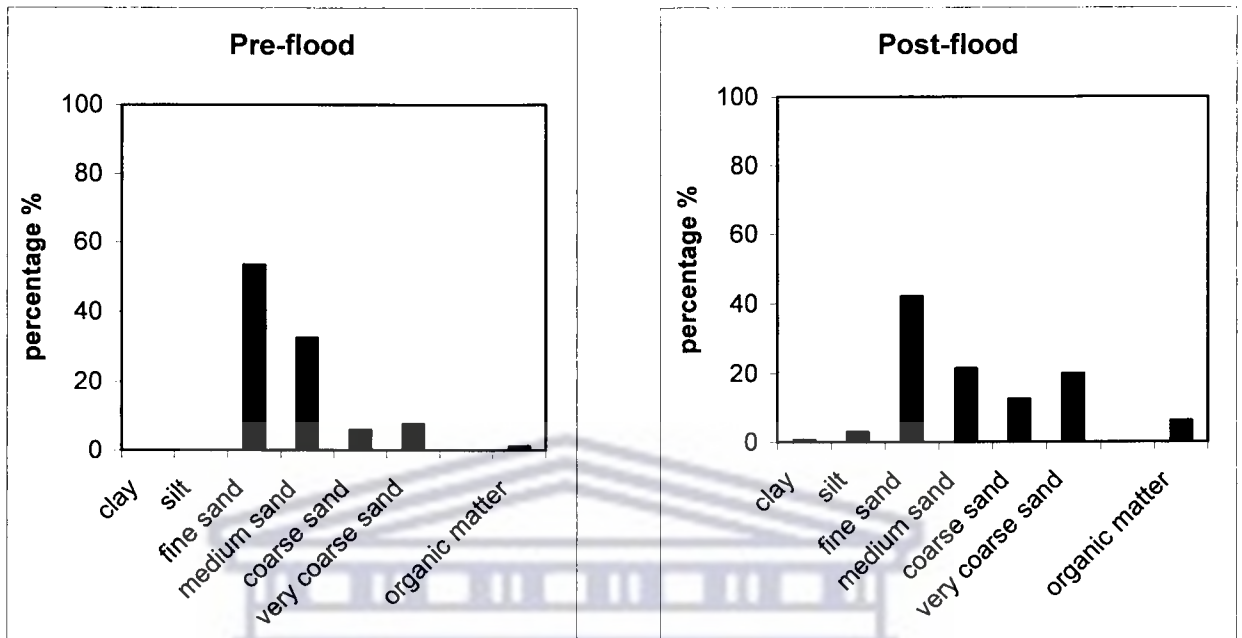 Pre-flood
percentage %
100
80
60
40
20
0
clay
silt
fine sand
medium sand
coarse sand
very coarse sand
organic matter
Post-flood
percentage %
100
80
60
40
20
0
clay
silt
fine sand
medium sand
coarse sand
very coarse sand
organic matter